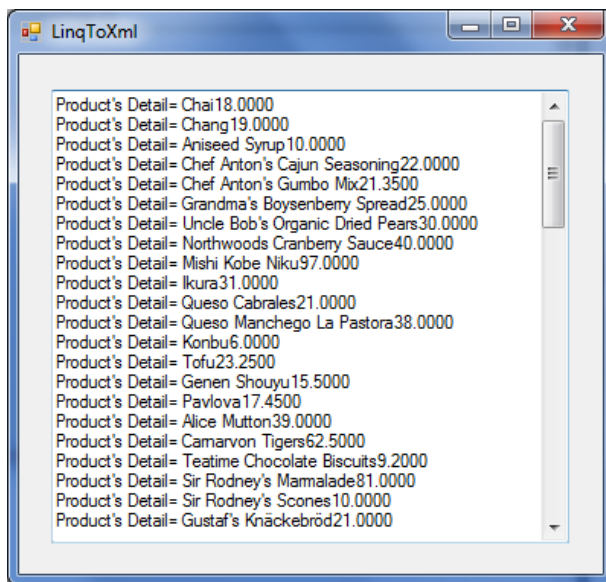 LinqToXml
Product's Detail= Chai18.0000
Product's Detail= Chang19.0000
Product's Detail= Aniseed Syrup10.0000
Product's Detail= Chef Anton's Cajun Seasoning22.0000
Product's Detail= Chef Anton's Gumbo Mix21.3500
Product's Detail= Grandma's Boysenberry Spread25.0000
Product's Detail= Uncle Bob's Organic Dried Pears30.0000
Product's Detail= Northwoods Cranberry Sauce40.0000
Product's Detail= Mishi Kobe Niku97.0000
Product's Detail= Ikura31.0000
Product's Detail= Queso Cabrales21.0000
Product's Detail= Queso Manchego La Pastora38.0000
Product's Detail= Konbu6.0000
Product's Detail= Tofu23.2500
Product's Detail= Genen Shouyu15.5000
Product's Detail= Pavlova17.4500
Product's Detail= Alice Mutton39.0000
Product's Detail= Carnarvon Tigers62.5000
Product's Detail= Teatime Chocolate Biscuits9.2000
Product's Detail= Sir Rodney's Marmalade81.0000
Product's Detail= Sir Rodney's Scones10.0000
Product's Detail= Gustaf's Knäckebröd21.0000